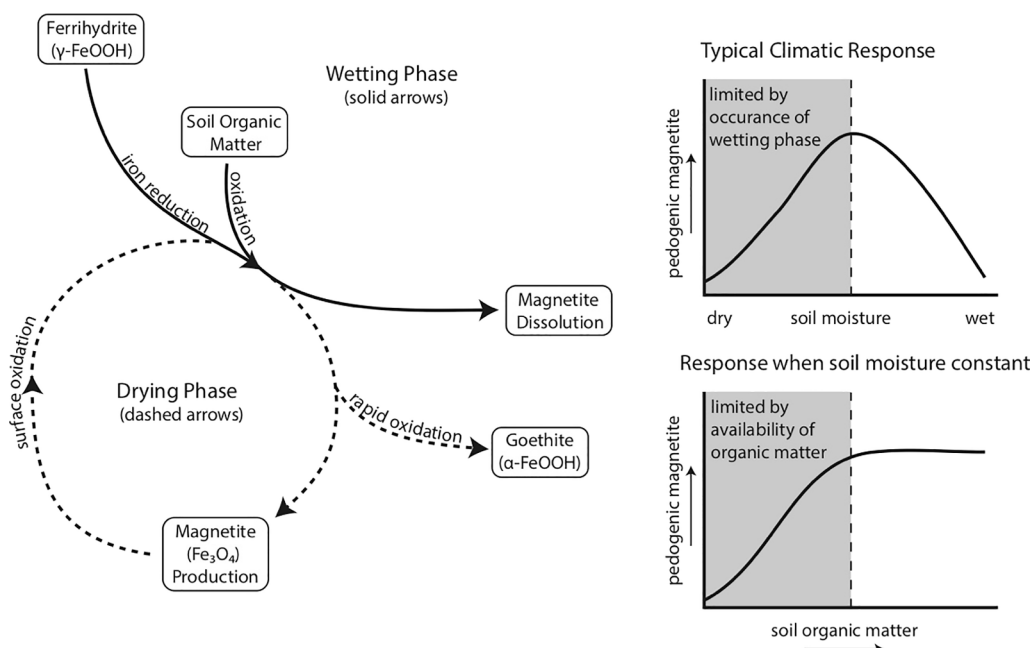 Ferrihydrite
(γ-FeOOH)
Wetting Phase
(solid arrows)
Soil Organic
Matter
iron reduction
oxidation
Magnetite
Dissolution
surface oxidation
Drying Phase
(dashed arrows)
rapid oxidation
Goethite
(α-FeOOH)
Magnetite
(Fe₃O₄)
Production
Typical Climatic Response
limited by
occurance of
wetting phase
pedogenic magnetite
dry
soil moisture
wet
Response when soil moisture constant
limited by
availability of
organic matter
pedogenic magnetite
soil organic matter